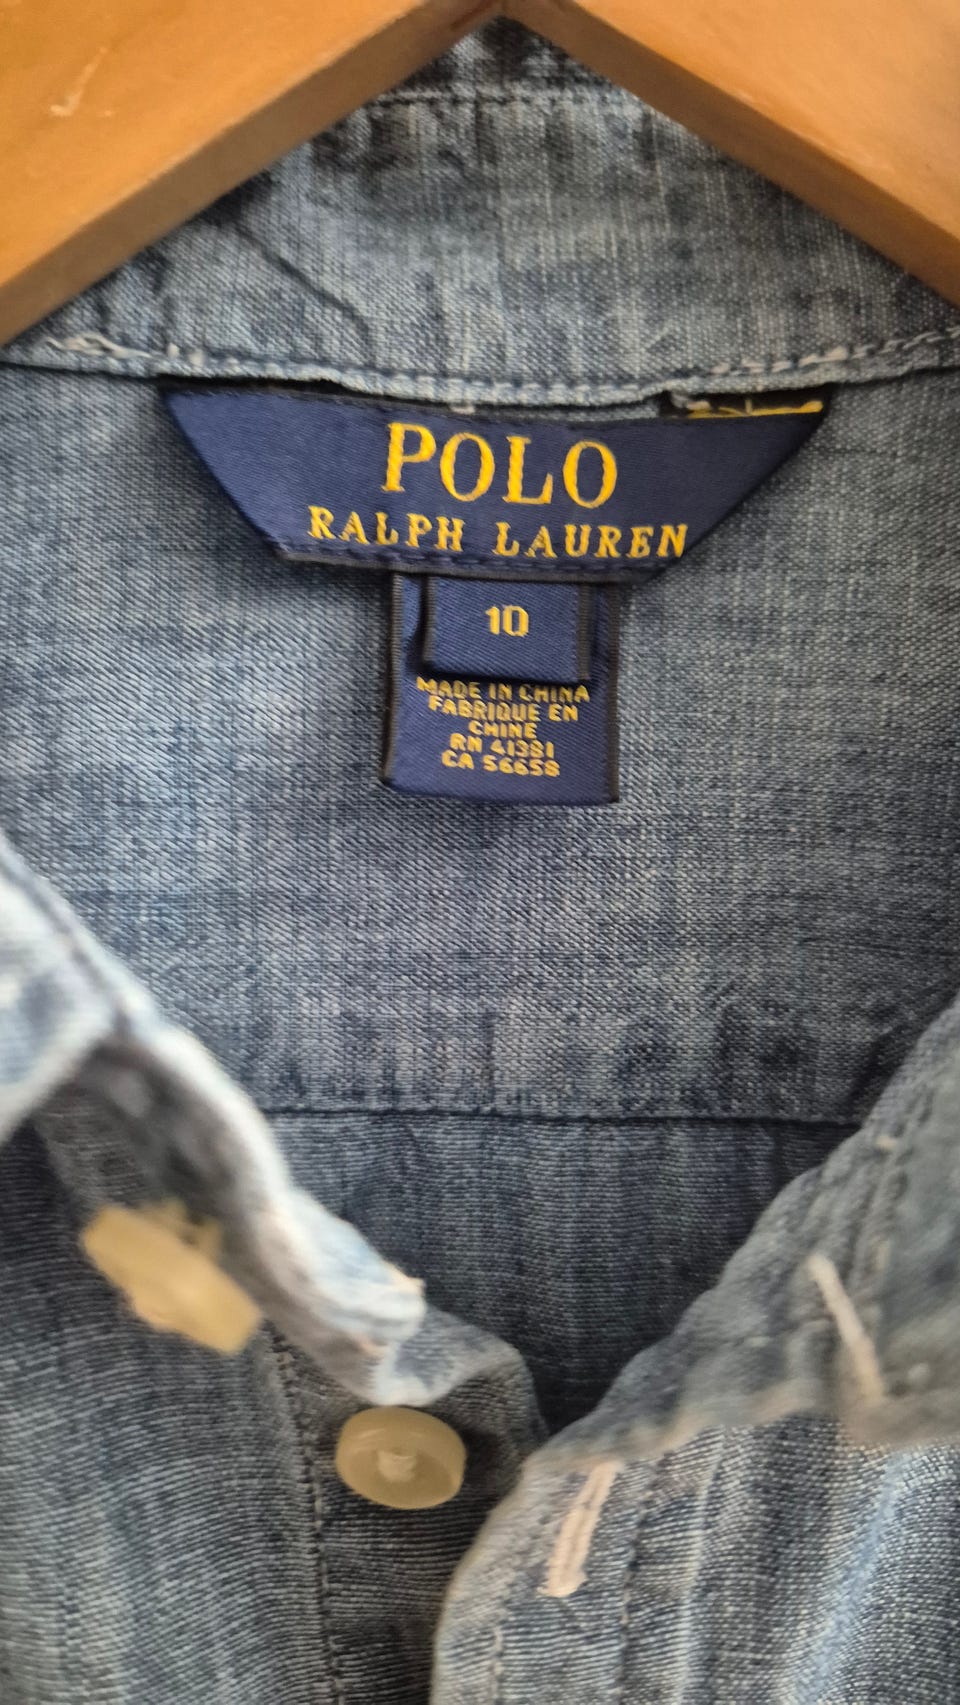 POLO
RALPH LAUREN
10
MADE IN CHINA
FABRIQUE EN
CHINE
RN 41381
CA 56658